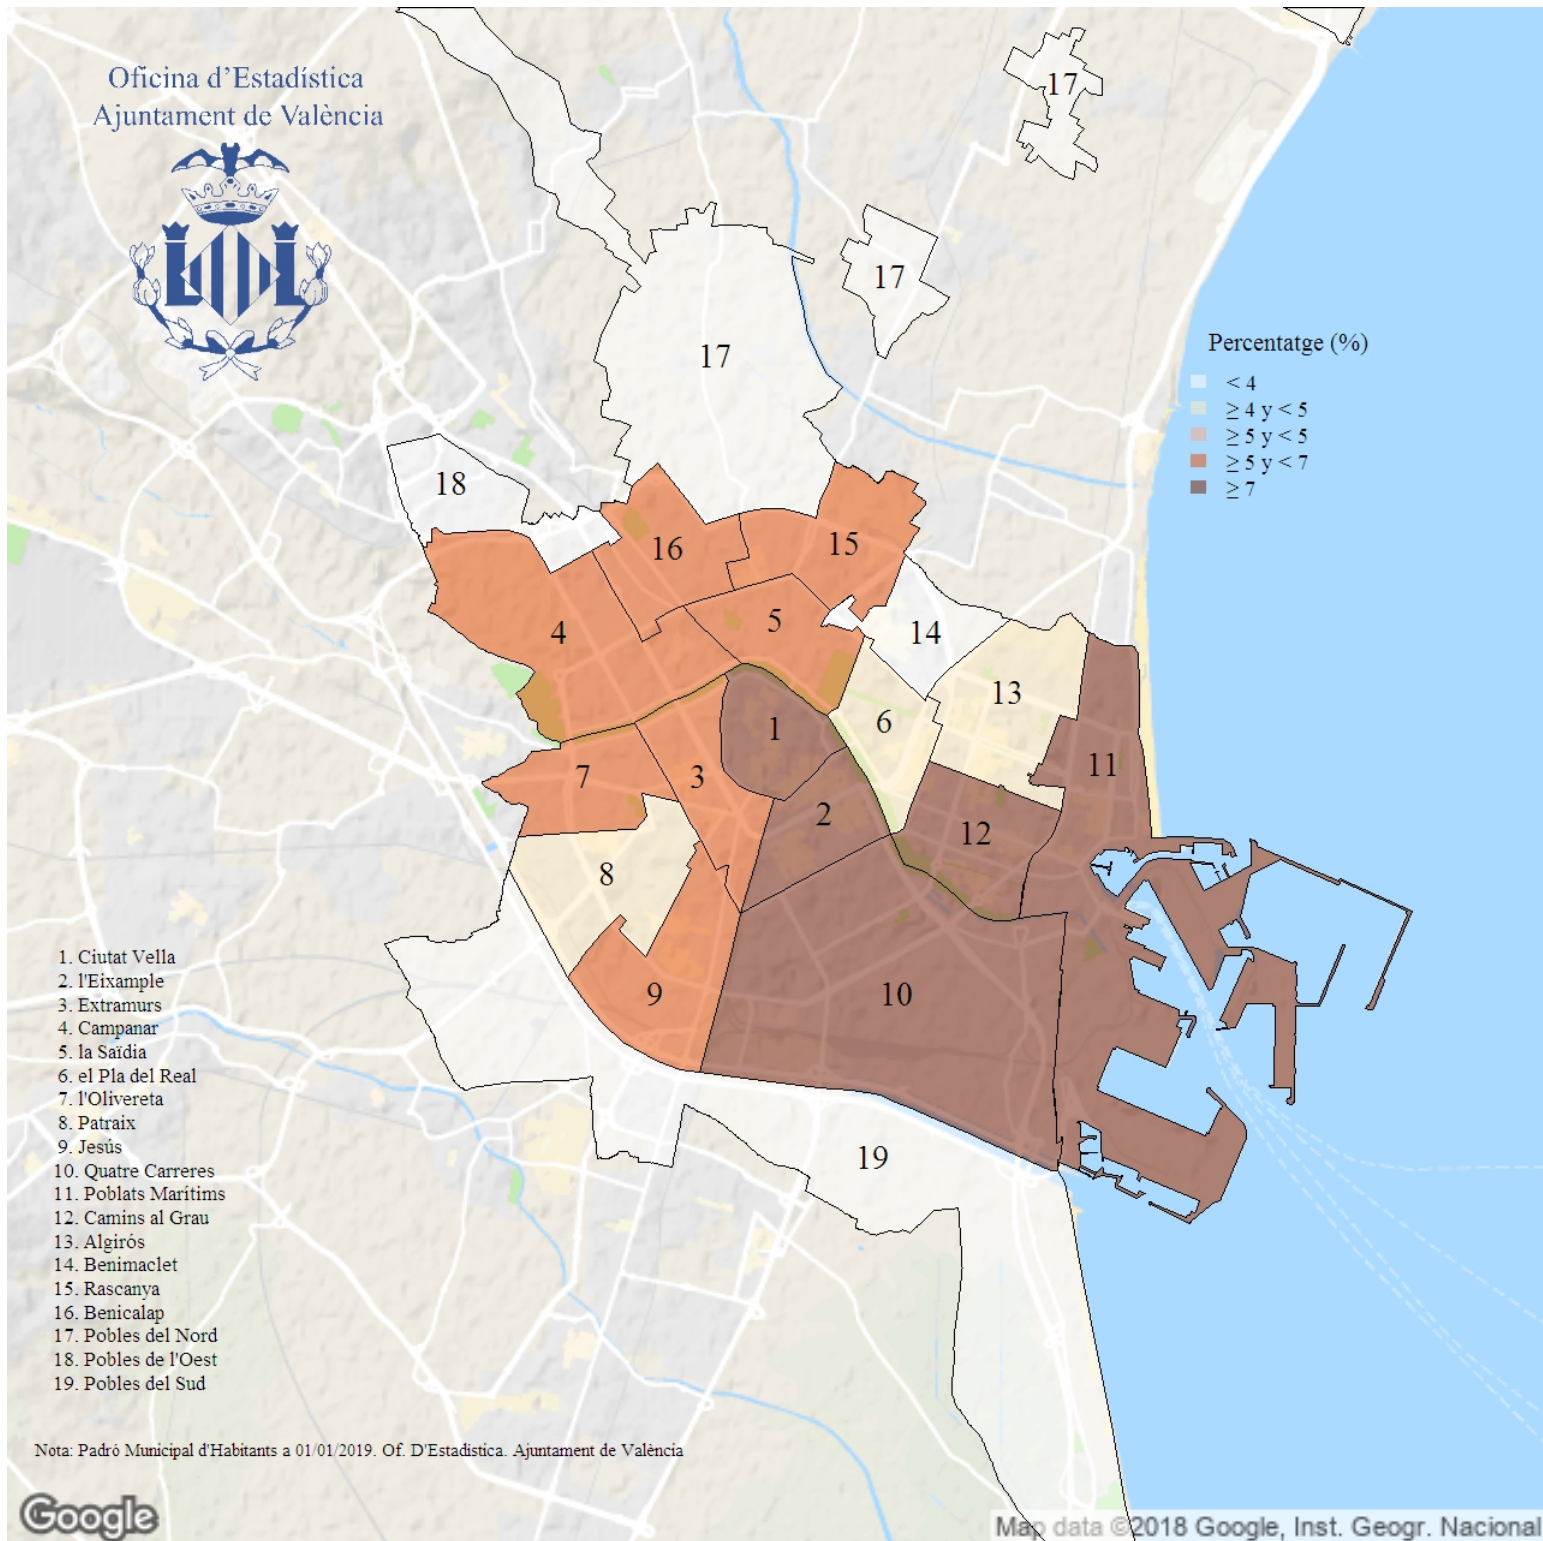 Oficina d'Estadística
Ajuntament de València
17
17
17
Percentatge (%)
< 4
≥ 4 y < 5
≥ 5 y < 5
≥ 5 y < 7
≥ 7
18
16
15
4
5
14
13
6
1
11
7
3
2
12
8
9
10
19
1. Ciutat Vella
2. l'Eixample
3. Extramurs
4. Campanar
5. la Saïdia
6. el Pla del Real
7. l'Olivereta
8. Patraix
9. Jesús
10. Quatre Carreres
11. Poblats Marítims
12. Camins al Grau
13. Algirós
14. Benimaclet
15. Rascanya
16. Benicalap
17. Pobles del Nord
18. Pobles de l'Oest
19. Pobles del Sud
Nota: Padró Municipal d'Habitants a 01/01/2019. Of. D'Estadística. Ajuntament de València
Google
Map data ©2018 Google, Inst. Geogr. Nacional